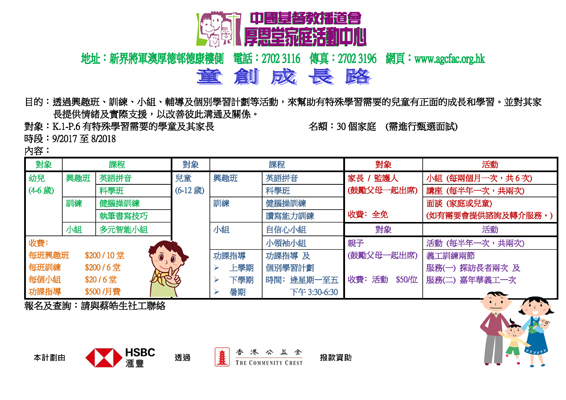 中國基督教播道會
厚恩堂家庭活動中心
地址：新界將軍澳厚德邨德康樓側　電話：2702 3116　傳真：2702 3196　網頁：www.agcfac.org.hk
童創成長路
目的：透過興趣班、訓練、小組、輔導及個別學習計劃等活動，來幫助有特殊學習需要的兒童有正面的成長和學習。並對其家
長提供情緒及實際支援，以改善彼此溝通及關係。
對象：K.1-P.6 有特殊學習需要的學童及其家長　名額：30 個家庭　(需進行甄選面試)
時段：9/2017 至 8/2018
內容：
對象　課程　對象　課程　對象　活動
幼兒　興趣班　英語拼音　兒童　興趣班　英語拼音　家長 / 監護人　小組 (每兩個月一次，共 6 次)
(4-6 歲)　科學班　(6-12 歲)　科學班　(鼓勵父母一起出席)　講座 (每半年一次，共兩次)
訓練　健腦操訓練　訓練　健腦操訓練　面談 (家庭或兒童)
執筆書寫技巧　讀寫能力訓練　收費: 全免　(如有需要會提供諮詢及轉介服務。)
小組　多元智能小組　小組　自信心小組　對象　活動
收費:　小領袖小組　親子　活動 (每半年一次，共兩次)
每班興趣班　$200 / 10 堂　功課指導　功課指導 及　(鼓勵父母一起出席)　義工訓練兩節
每班訓練　$200 / 6 堂　➢ 上學期　個別學習計劃　服務(一) 探訪長者兩次 及
每個小組　$20 / 6 堂　➢ 下學期　時間: 逢星期一至五　收費: 活動　$50/位　服務(二) 嘉年華義工一次
功課指導　$500 /月費　➢ 暑期　下午 3:30-6:30
報名及查詢：請與蔡皓生社工聯絡
本計劃由　HSBC 滙豐　透過　香港公益金 THE COMMUNITY CHEST　撥款資助